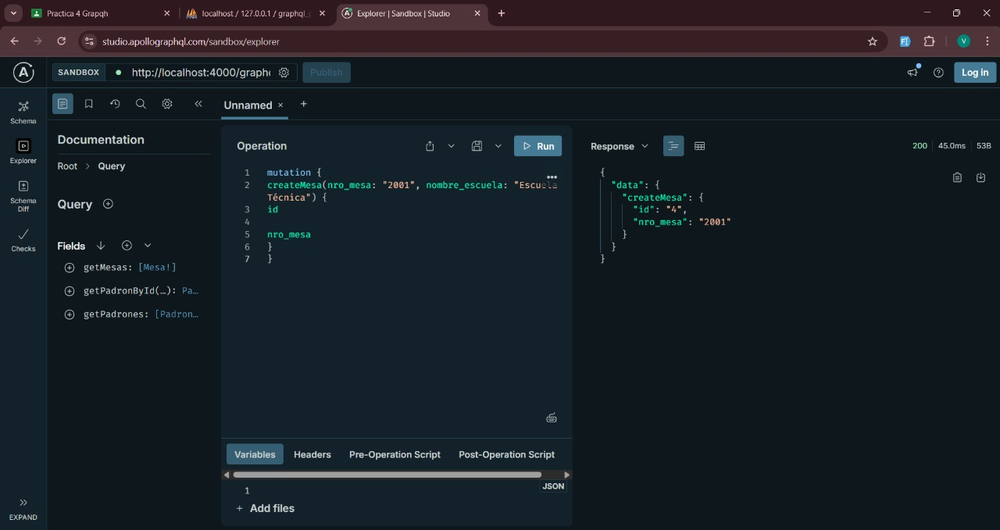 Practica 4 Grapqh
localhost / 127.0.0.1 / graphql_
Explorer | Sandbox | Studio
studio.apollographql.com/sandbox/explorer
V
A
SANDBOX
http://localhost:4000/graphc
Publish
Log in
Schema
Explorer
Schema
Diff
Checks
EXPAND
Unnamed
Documentation
Root > Query
Query
Fields
getMesas: [Mesa!]
getPadronById(…): Pa…
getPadrones: [Padron…
Operation
Run
1 mutation {
2 createMesa(nro_mesa: "2001", nombre_escuela: "Escuela
Técnica") {
3 id
4
5 nro_mesa
6 }
7 }
Variables Headers Pre-Operation Script Post-Operation Script
JSON
1
+ Add files
Response
200 45.0ms 53B
{
"data": {
"createMesa": {
"id": "4",
"nro_mesa": "2001"
}
}
}